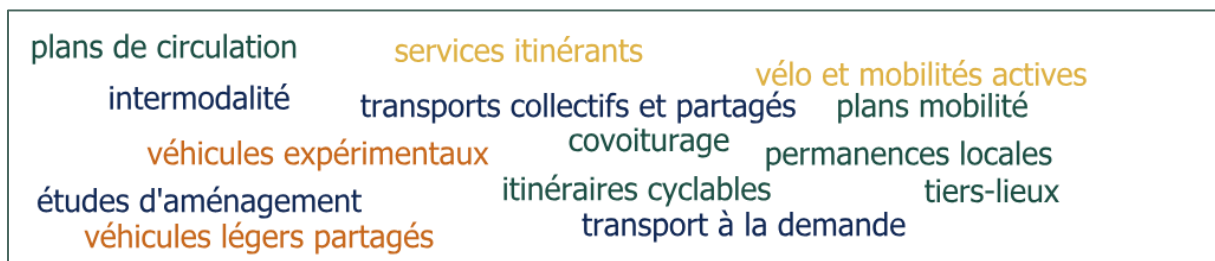 plans de circulation
services itinérants
vélo et mobilités actives
intermodalité
transports collectifs et partagés
plans mobilité
covoiturage
véhicules expérimentaux
permanences locales
itinéraires cyclables
tiers-lieux
études d'aménagement
transport à la demande
véhicules légers partagés